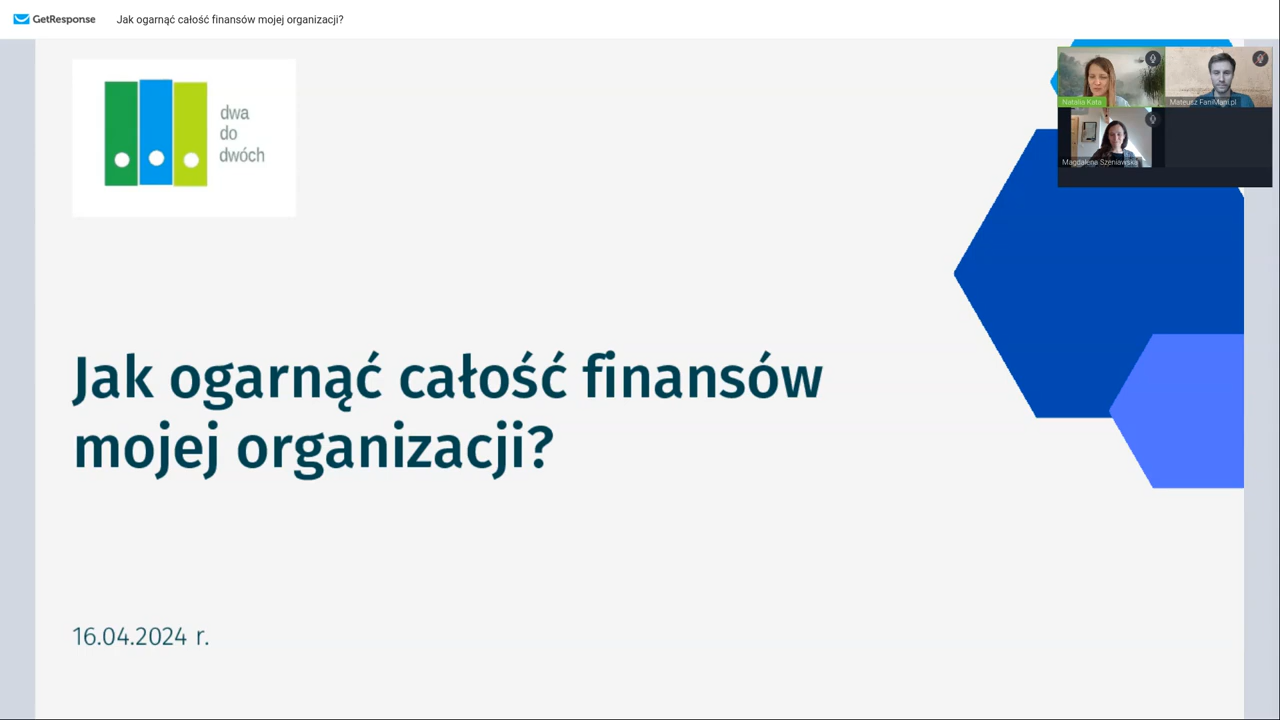 GetResponse
Jak ogarnąć całość finansów mojej organizacji?
dwa
do
dwóch
Natalia Kata
Mateusz FaniMani.pl
Magdalena Szeniawska
Jak ogarnąć całość finansów
mojej organizacji?
16.04.2024 r.